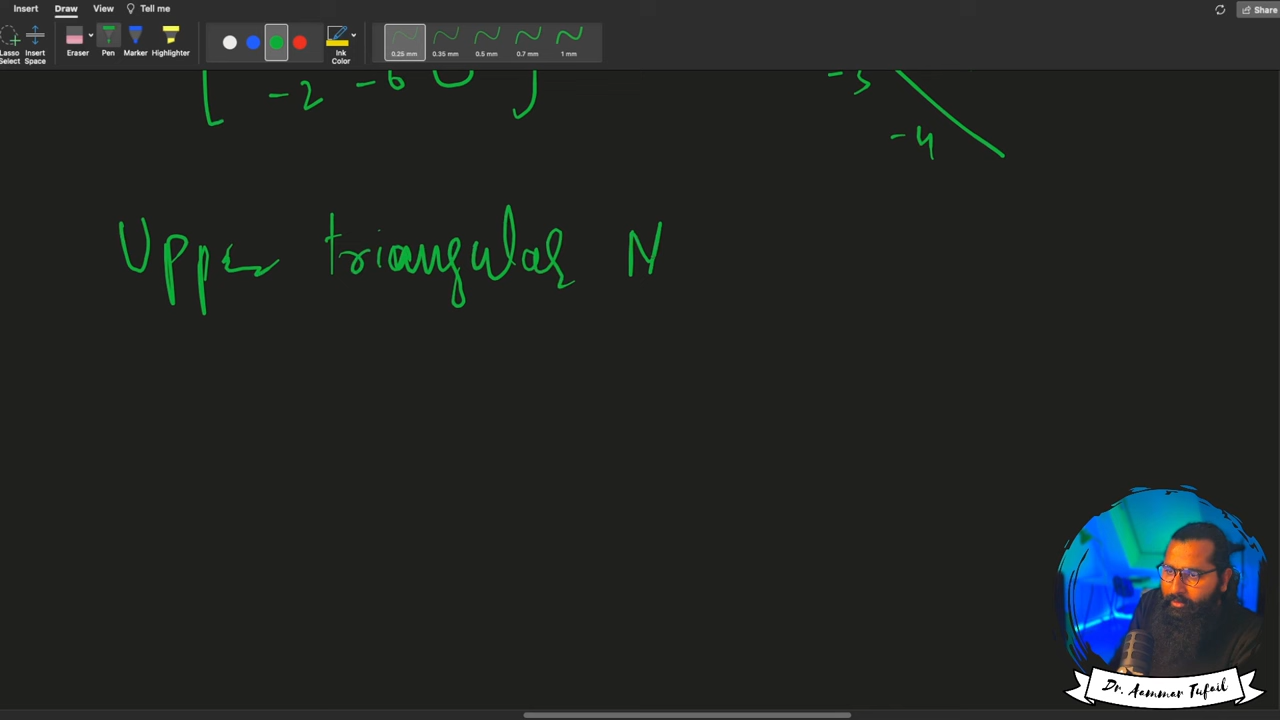 Insert Draw View Tell me
Share
Lasso Select
Insert Space
Eraser
Pen
Marker
Highlighter
Ink Color
0.25 mm
0.35 mm
0.5 mm
0.7 mm
1 mm
-2 -6 0
-3
-4
Upper triangular N
Dr. Aammar Tufail